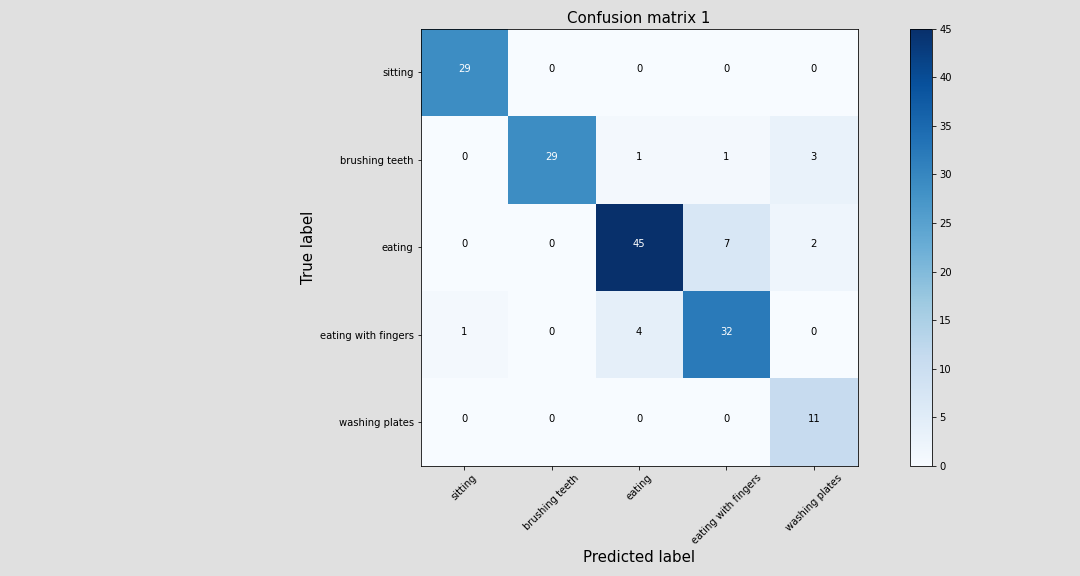 Confusion matrix 1
sitting 29 0 0 0 0
brushing teeth 0 29 1 1 3
eating 0 0 45 7 2
eating with fingers 1 0 4 32 0
washing plates 0 0 0 0 11
True label
sitting
brushing teeth
eating
eating with fingers
washing plates
Predicted label
45
40
35
30
25
20
15
10
5
0